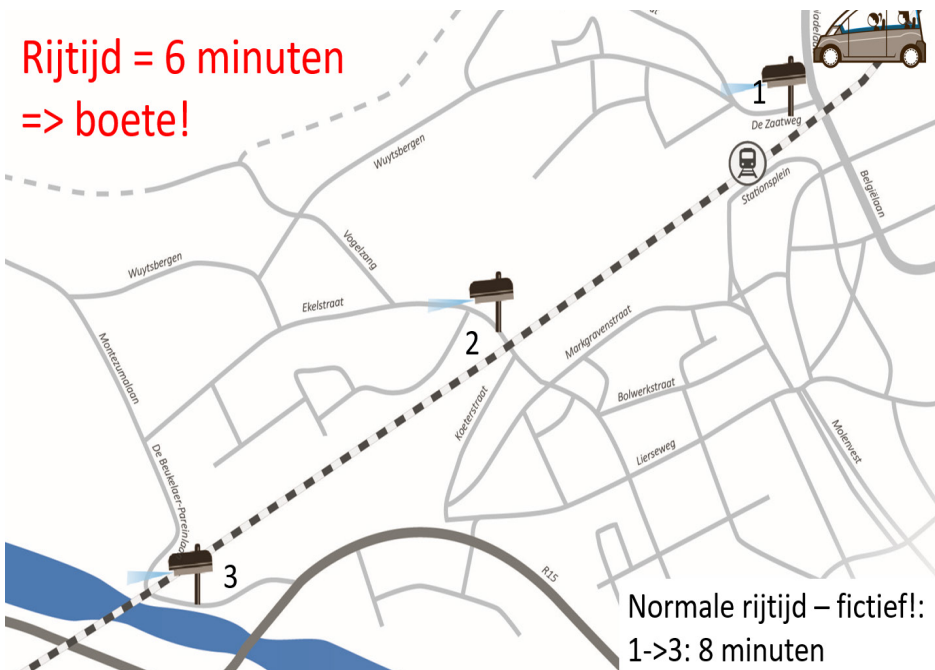 Rijtijd = 6 minuten
=> boete!
1
De Zaatweg
Wuytsbergen
Stationsplein
Belgiëlaan
Vogelzang
Wuytsbergen
Ekelstraat
2
Markgravenstraat
Montezumalaan
Bolwerkstraat
Koeterstraat
Lierseweg
Molenvest
De Beukelaer-Pareinlaa
3
R15
Normale rijtijd – fictief!:
1->3: 8 minuten